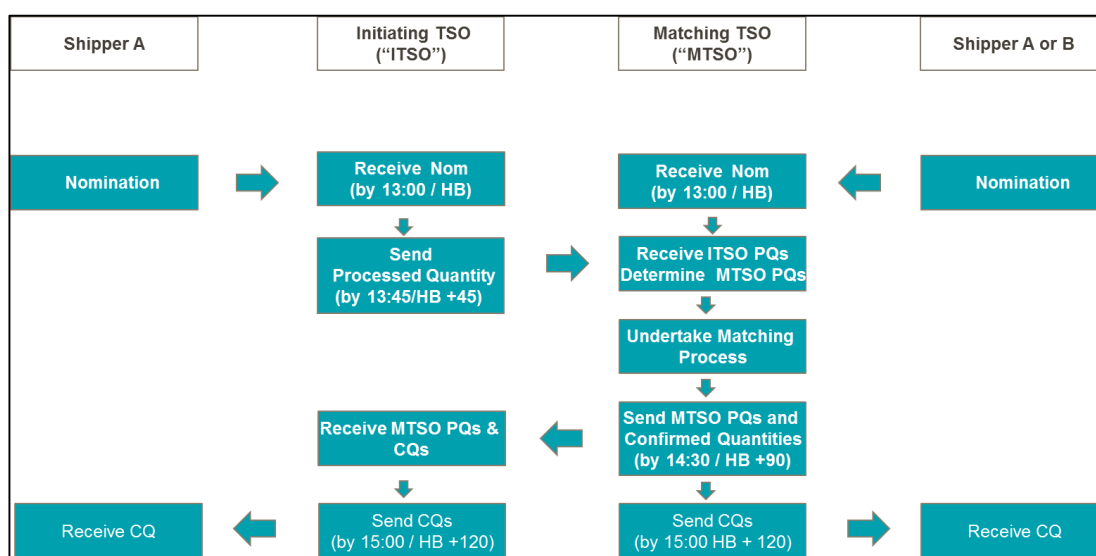 Shipper A
Initiating TSO
(“ITSO”)
Matching TSO
(“MTSO”)
Shipper A or B
Nomination
Receive Nom
(by 13:00 / HB)
Receive Nom
(by 13:00 / HB)
Nomination
Send
Processed Quantity
(by 13:45/HB +45)
Receive ITSO PQs
Determine MTSO PQs
Undertake Matching
Process
Receive MTSO PQs &
CQs
Send MTSO PQs and
Confirmed Quantities
(by 14:30 / HB +90)
Receive CQ
Send CQs
(by 15:00 / HB +120)
Send CQs
(by 15:00 HB + 120)
Receive CQ